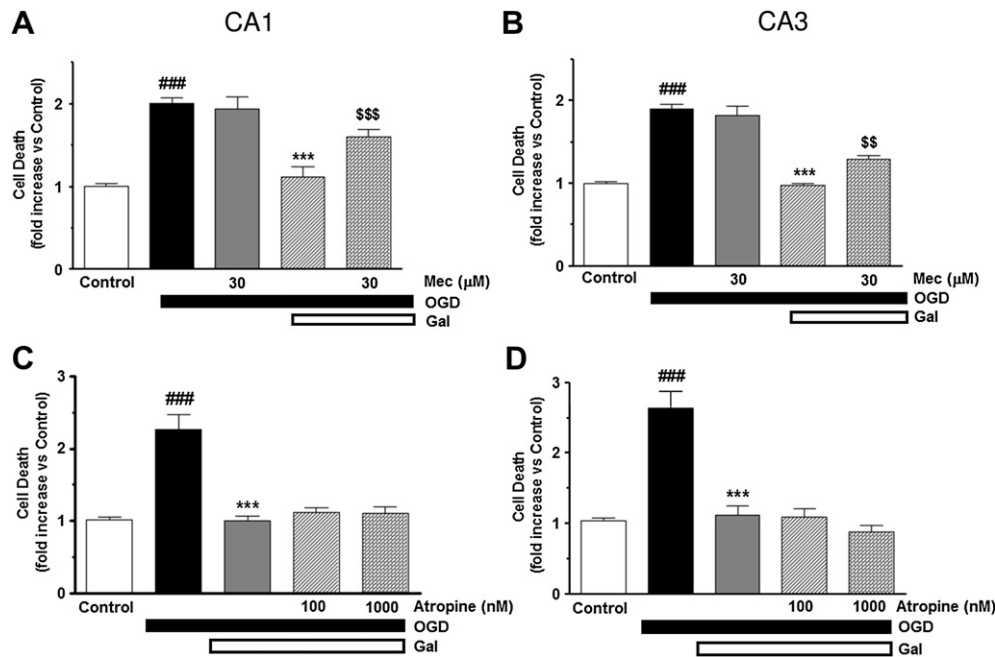 A
CA1
Cell Death
(fold increase vs Control)
2
1
0
###
***
$$$
Control
30
30
Mec (μM)
OGD
Gal
B
CA3
Cell Death
(fold increase vs Control)
2
1
0
###
***
$$
Control
30
30
Mec (μM)
OGD
Gal
C
Cell Death
(fold increase vs Control)
3
2
1
0
###
***
Control
100
1000
Atropine (nM)
OGD
Gal
D
Cell Death
(fold increase vs Control)
3
2
1
0
###
***
Control
100
1000
Atropine (nM)
OGD
Gal